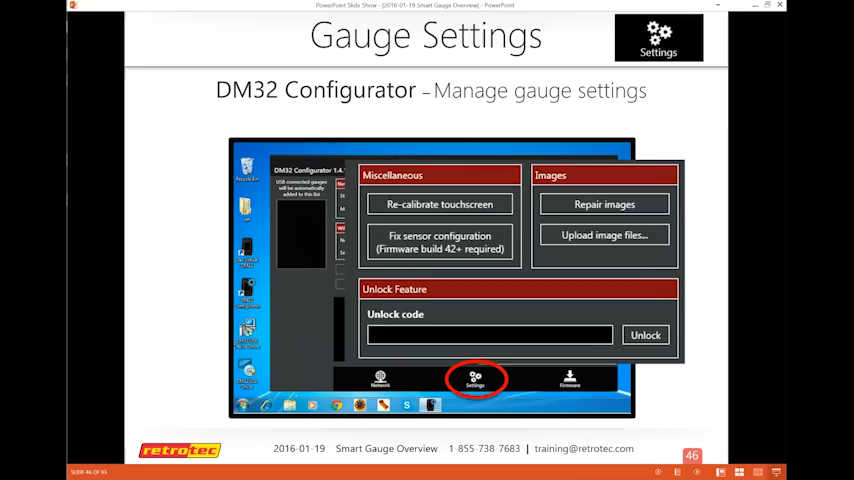 PowerPoint Slide Show - [2016-01-19 Smart Gauge Overview] - PowerPoint
Gauge Settings
Settings
DM32 Configurator – Manage gauge settings
Recycle Bin
DM32 Configurator 1.4.
USB connected gauges
will be automatically
added to this list
Miscellaneous
Re-calibrate touchscreen
Fix sensor configuration
(Firmware build 42+ required)
Images
Repair images
Upload image files...
Unlock Feature
Unlock code
Unlock
Network
Settings
Firmware
retrotec
2016-01-19 Smart Gauge Overview 1-855-738-7683 | training@retrotec.com
46
SLIDE 46 OF 93